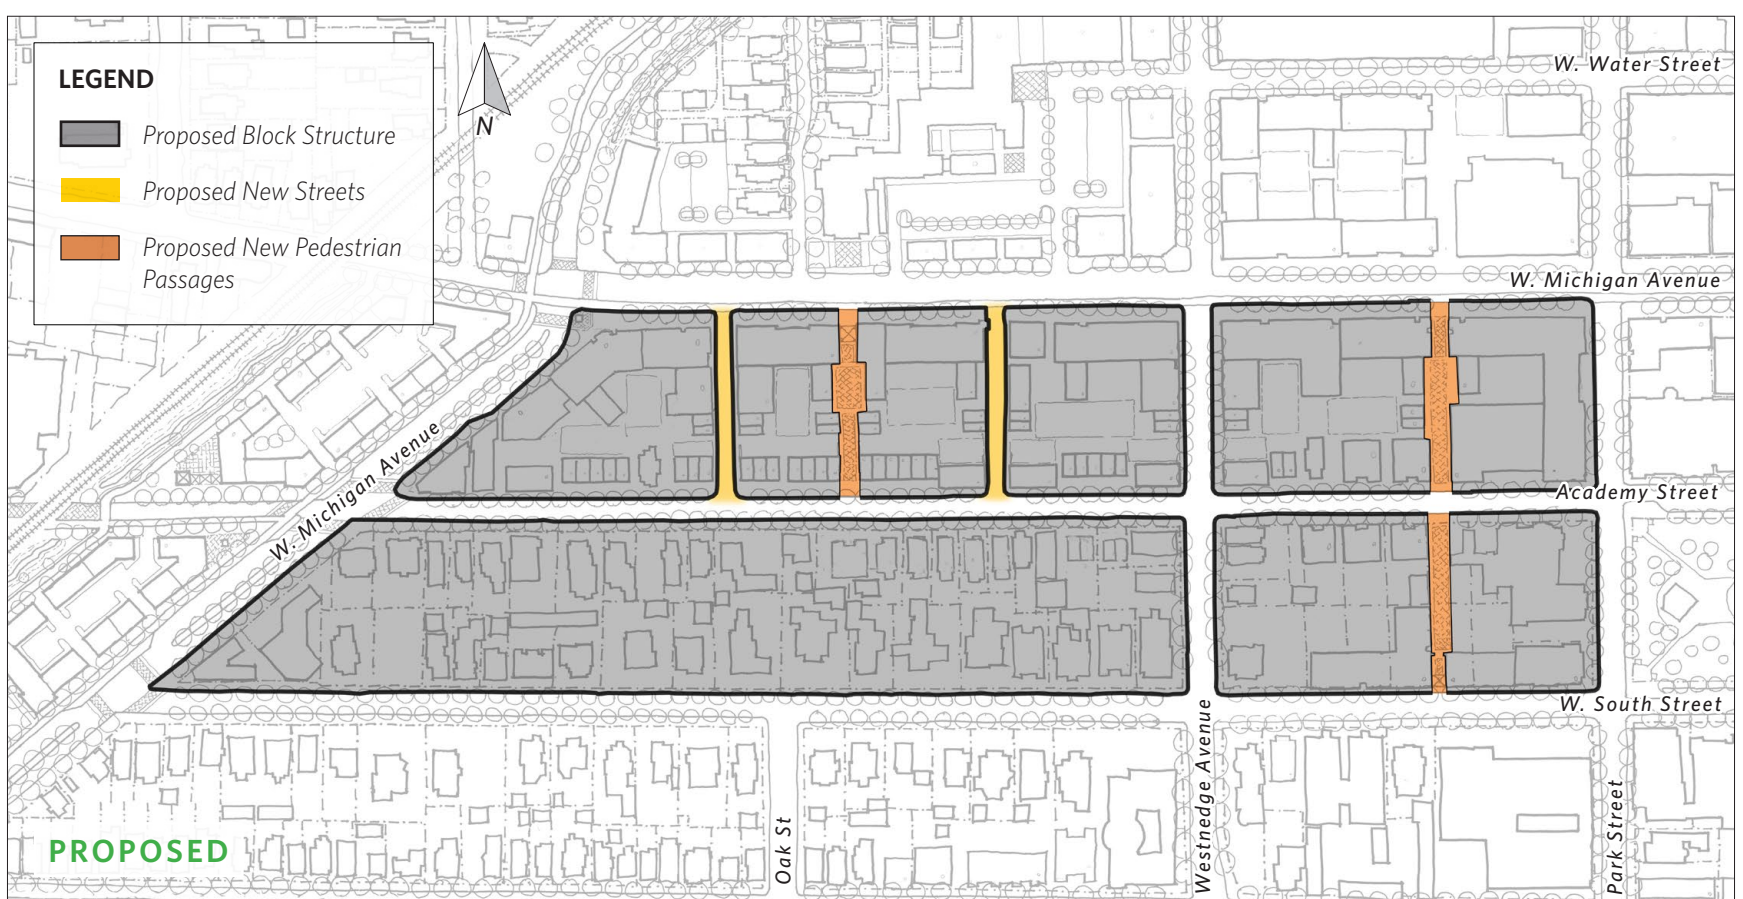 LEGEND
Proposed Block Structure
Proposed New Streets
Proposed New Pedestrian
Passages
N
W. Water Street
W. Michigan Avenue
W. Michigan Avenue
Academy Street
W. South Street
Oak St
Westnedge Avenue
Park Street
PROPOSED